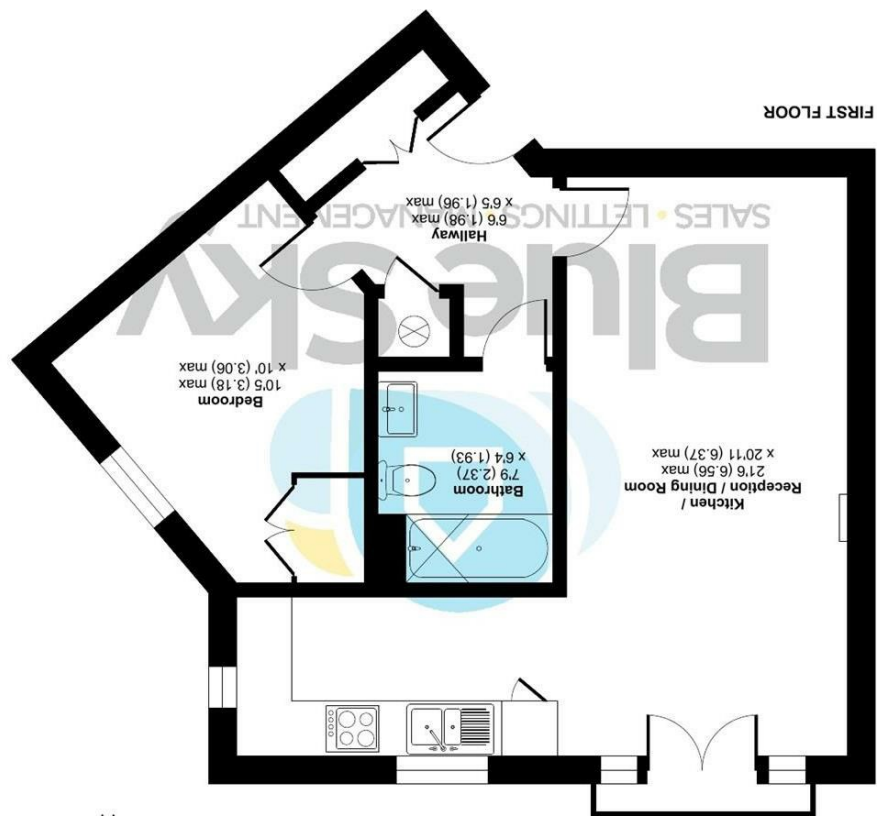 Kitchen /
Reception / Dining Room
21'6 (6.56) max
x 20'11 (6.37) max
Bathroom
7'9 (2.37)
x 6'4 (1.93)
Bedroom
10'5 (3.18) max
x 10' (3.06) max
Blue Sky
SALES • LETTINGS • MANAGEMENT
Hallway
6'6 (1.98) max
x 6'5 (1.96) max
FIRST FLOOR